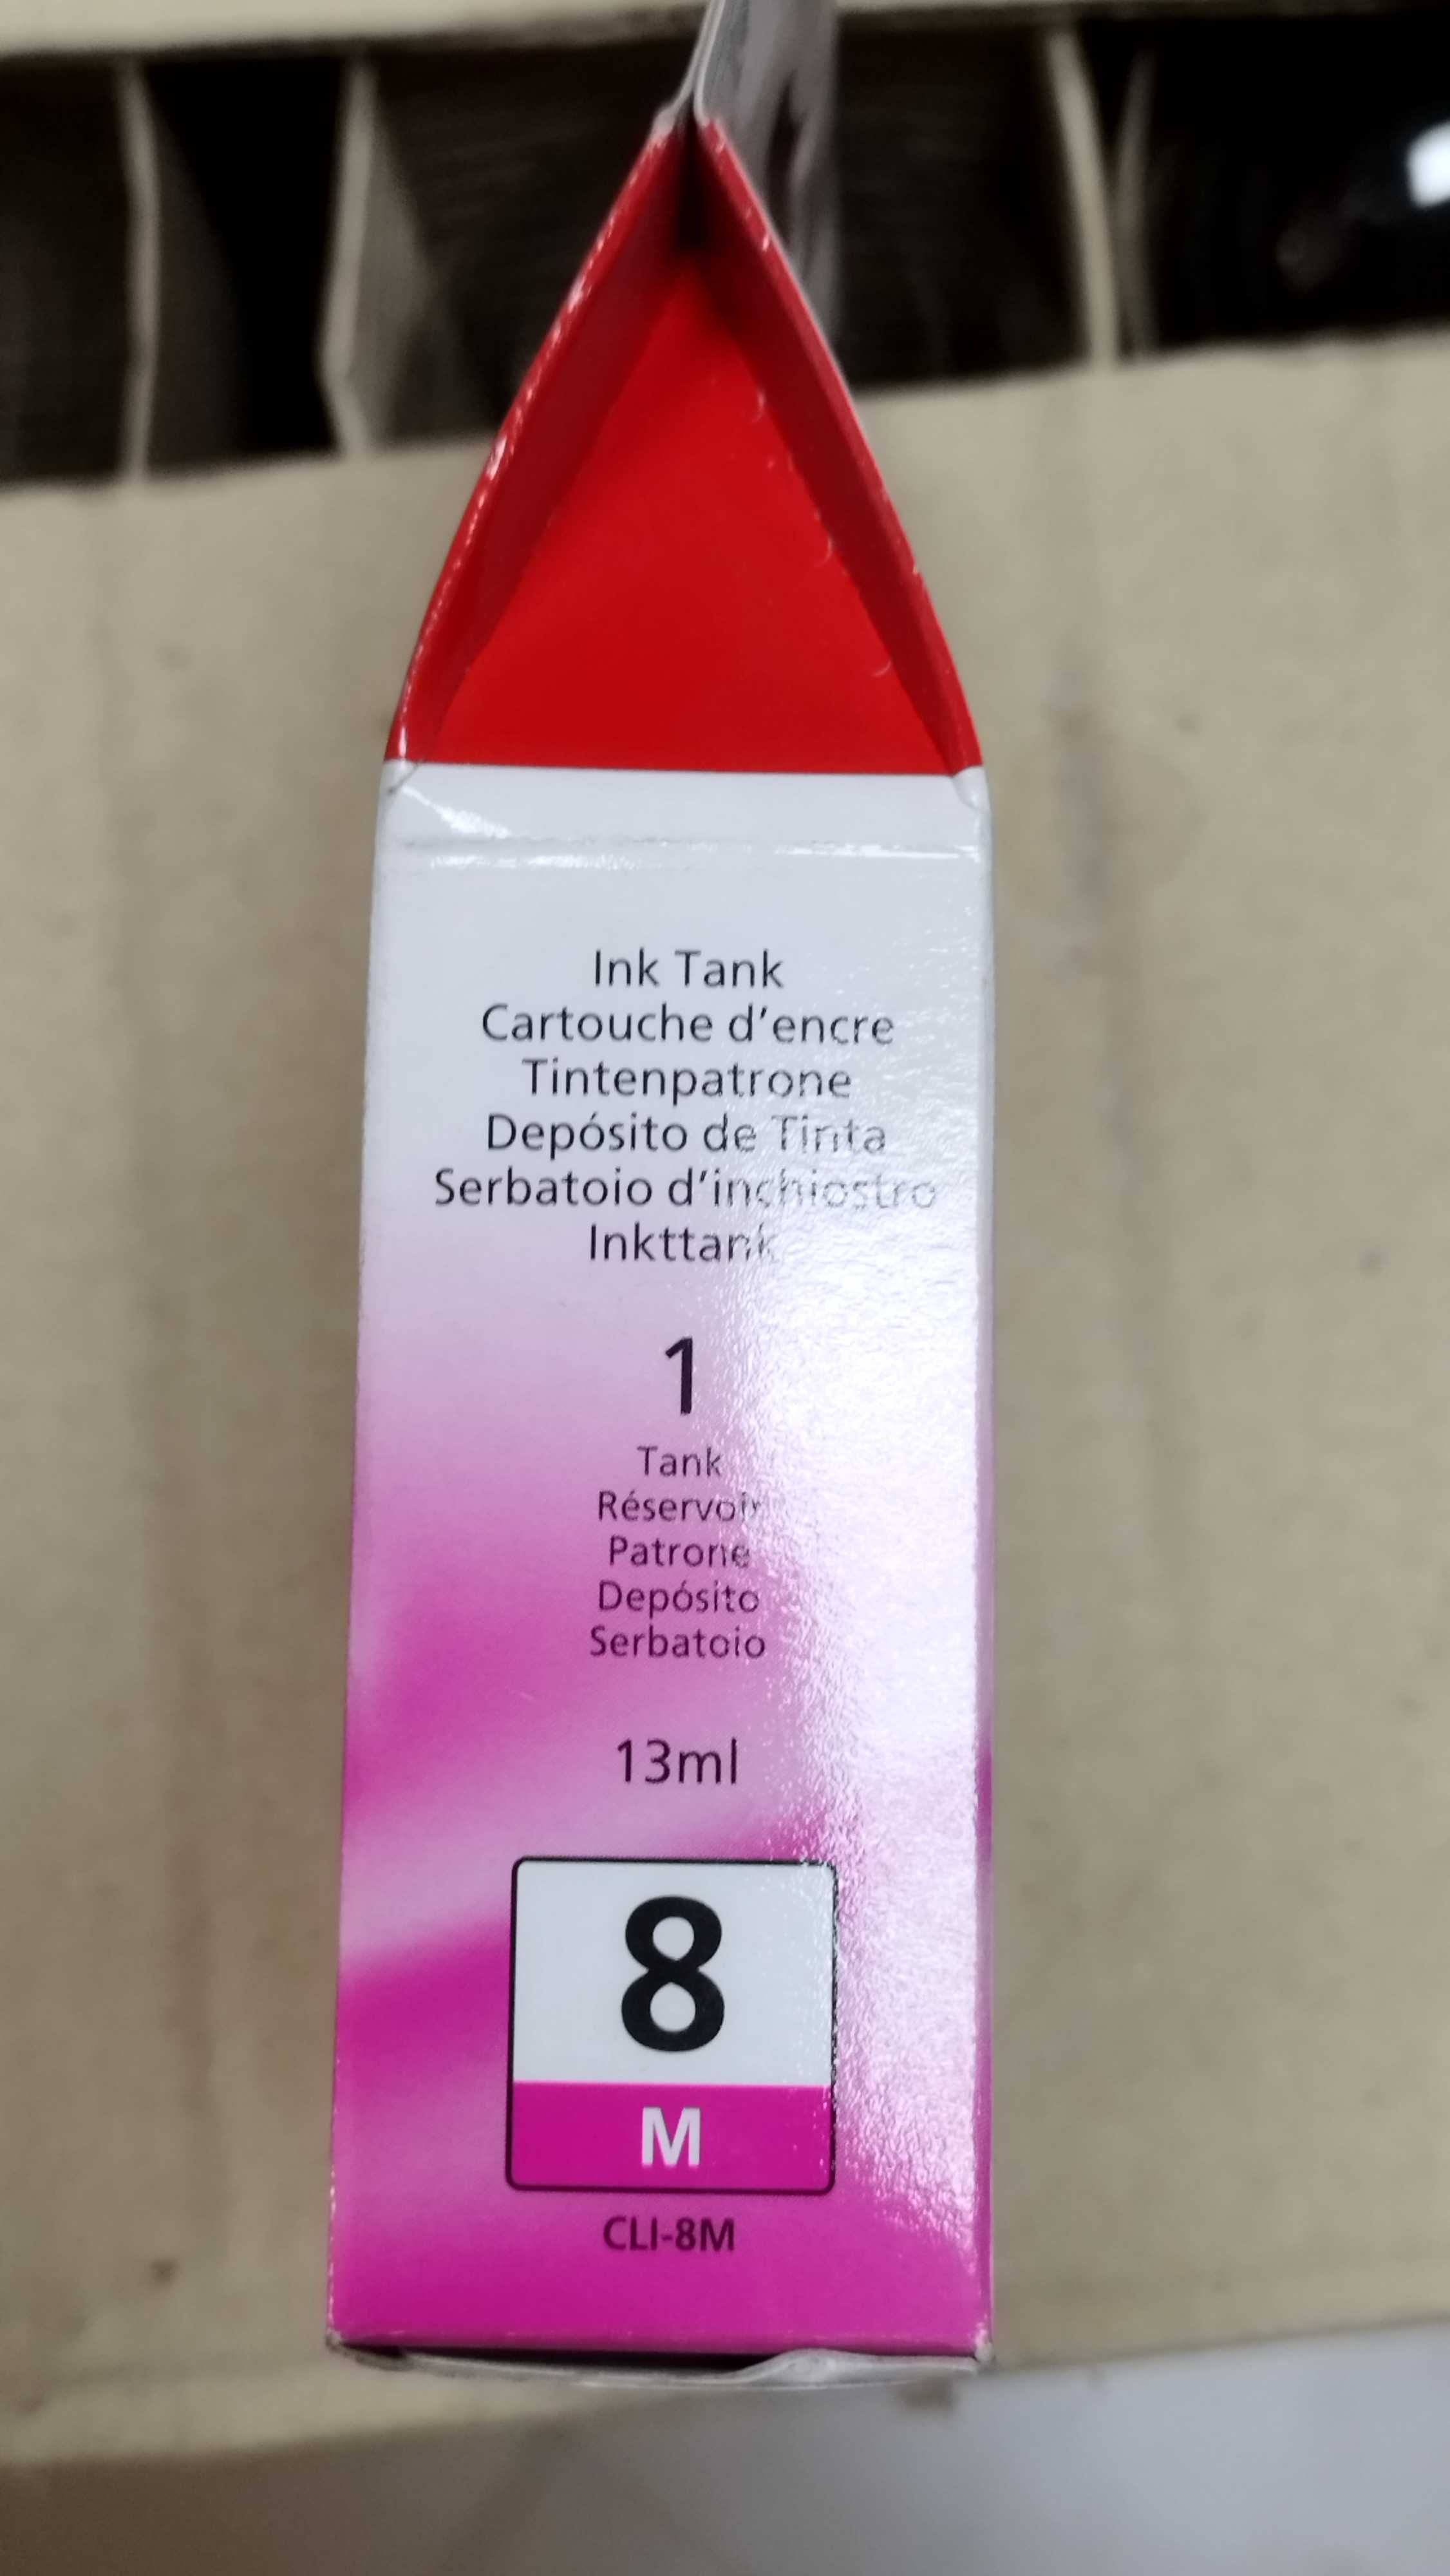 Ink Tank
Cartouche d'encre
Tintenpatrone
Depósito de Tinta
Serbatoio d'inchiostro
Inkttank
1
Tank
Réservoir
Patrone
Depósito
Serbatoio
13ml
8
M
CLI-8M